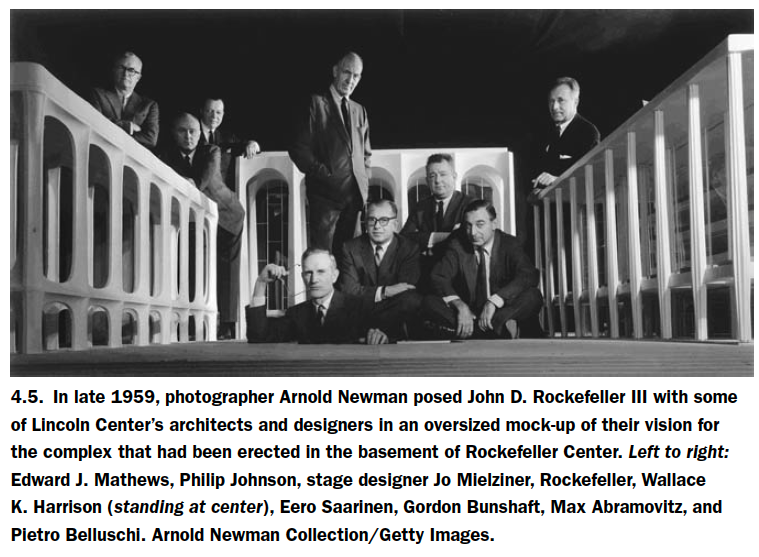 4.5. In late 1959, photographer Arnold Newman posed John D. Rockefeller III with some
of Lincoln Center's architects and designers in an oversized mock-up of their vision for
the complex that had been erected in the basement of Rockefeller Center. Left to right:
Edward J. Mathews, Philip Johnson, stage designer Jo Mielziner, Rockefeller, Wallace
K. Harrison (standing at center), Eero Saarinen, Gordon Bunshaft, Max Abramovitz, and
Pietro Belluschi. Arnold Newman Collection/Getty Images.